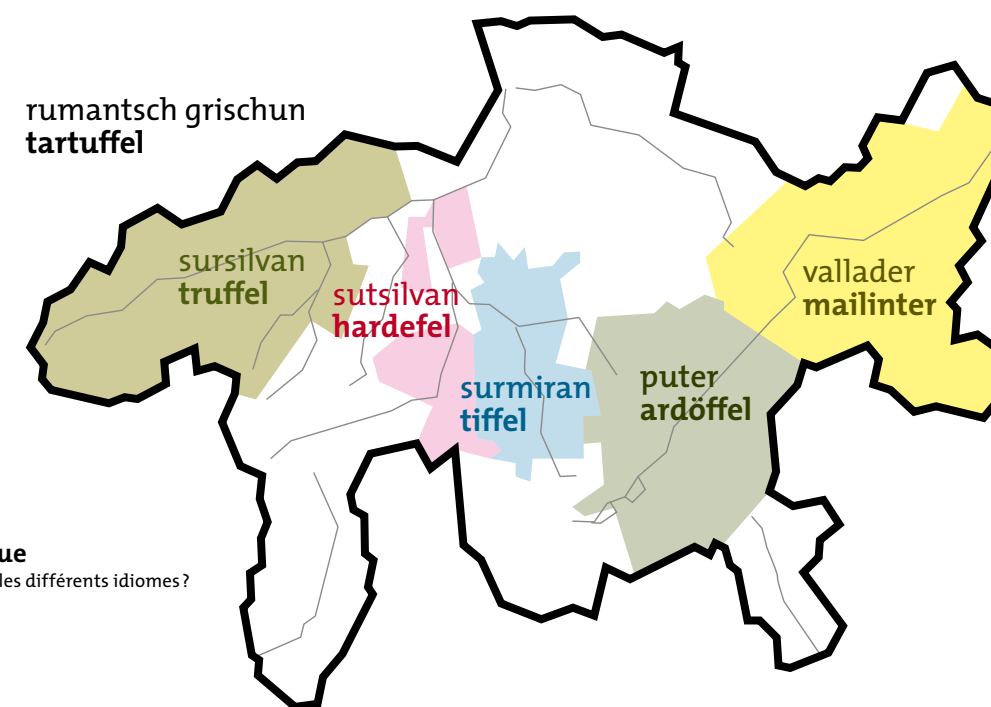 rumantsch grischun
tartuffel
sursilvan
truffel
sutsilvan
hardefel
surmiran
tiffel
puter
ardöffel
vallader
mailinter
ue
les différents idiomes ?